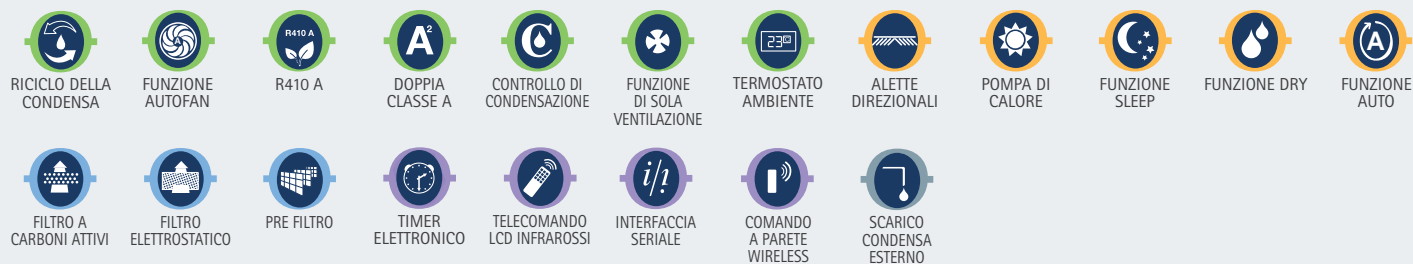 RICICLO DELLA
CONDENSA
A
FUNZIONE
AUTOFAN
R410 A
R410 A
A²
DOPPIA
CLASSE A
C
CONTROLLO DI
CONDENSAZIONE
FUNZIONE
DI SOLA
VENTILAZIONE
23°C
TERMOSTATO
AMBIENTE
ALETTE
DIREZIONALI
POMPA DI
CALORE
FUNZIONE
SLEEP
FUNZIONE DRY
A
FUNZIONE
AUTO
FILTRO A
CARBONI ATTIVI
FILTRO
ELETTROSTATICO
PRE FILTRO
TIMER
ELETTRONICO
TELECOMANDO
LCD INFRAROSSI
i/?
INTERFACCIA
SERIALE
COMANDO
A PARETE
WIRELESS
SCARICO
CONDENSA
ESTERNO